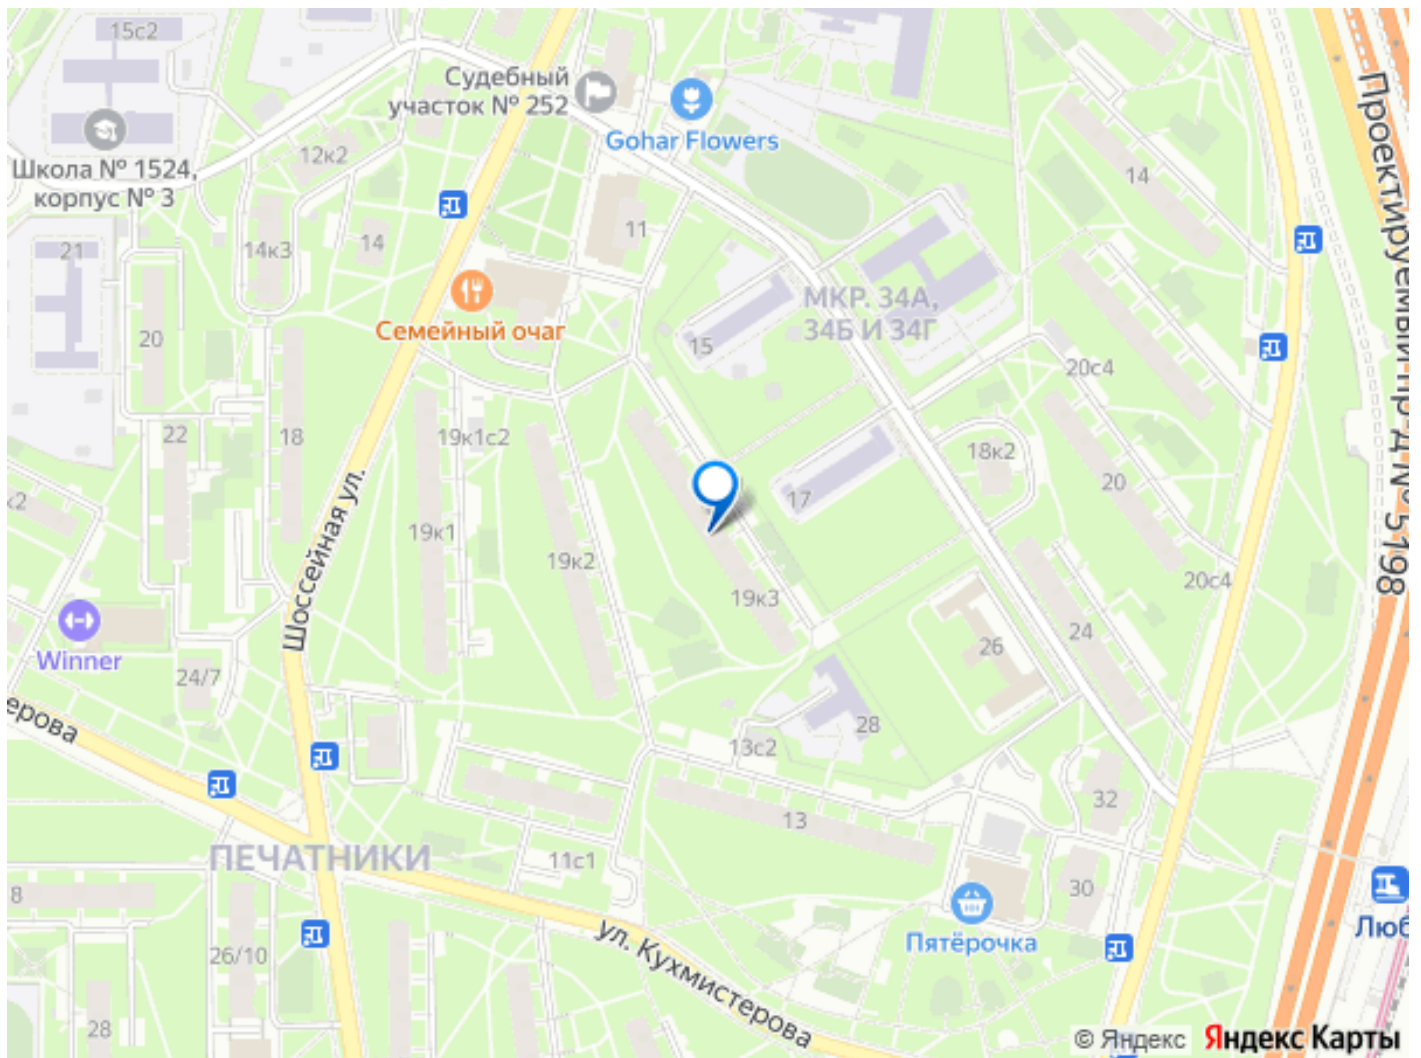 15с2
Судебный
участок № 252
Gohar Flowers
Школа № 1524,
корпус № 3
12к2
14
11
21
14к3
14
Проектируемый пр-д № 5198
МКР. 34А,
34Б И 34Г
Семейный очаг
20
15
20с4
22
18
19к1с2
18к2
17
20
к2
19к1
19к2
19к3
20с4
Шоссейная ул.
Winner
24/7
26
24
ерова
28
13с2
32
13
ПЕЧАТНИКИ
11с1
8
30
Люб
26/10
ул. Кухмистерова
Пятёрочка
28
© Яндекс Яндекс Карты